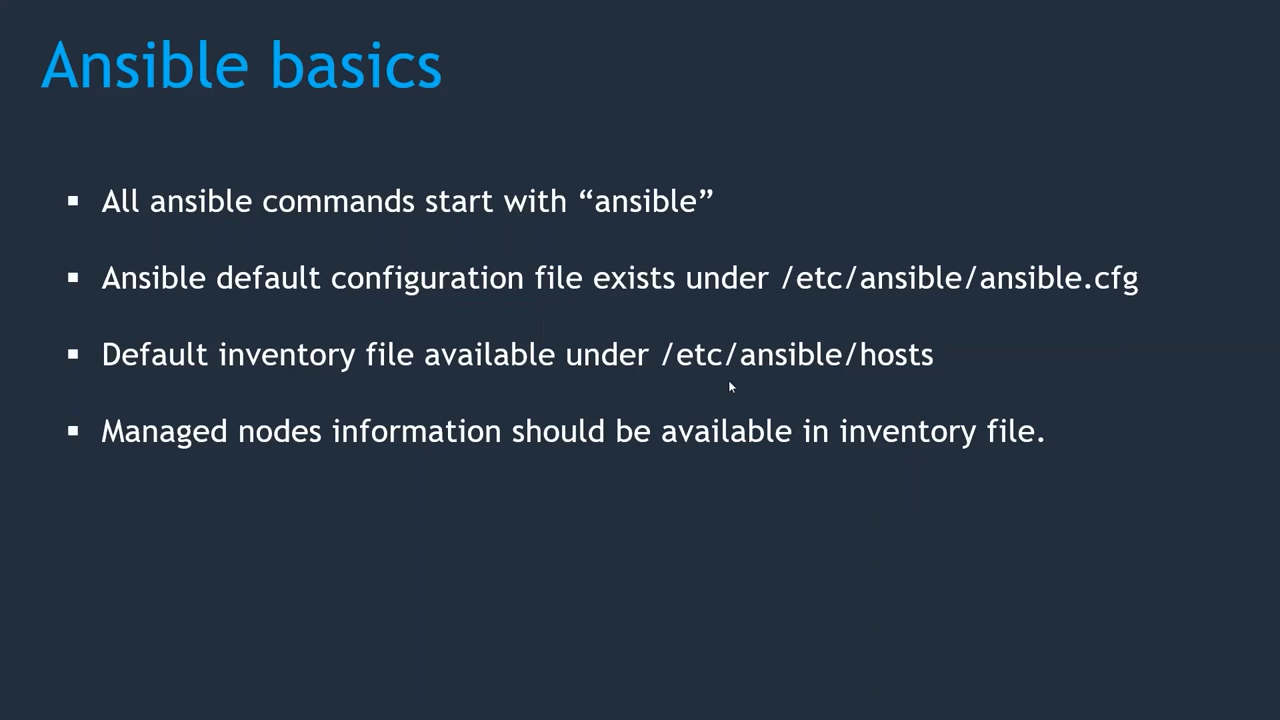 Ansible basics
▪ All ansible commands start with “ansible”
▪ Ansible default configuration file exists under /etc/ansible/ansible.cfg
▪ Default inventory file available under /etc/ansible/hosts
▪ Managed nodes information should be available in inventory file.